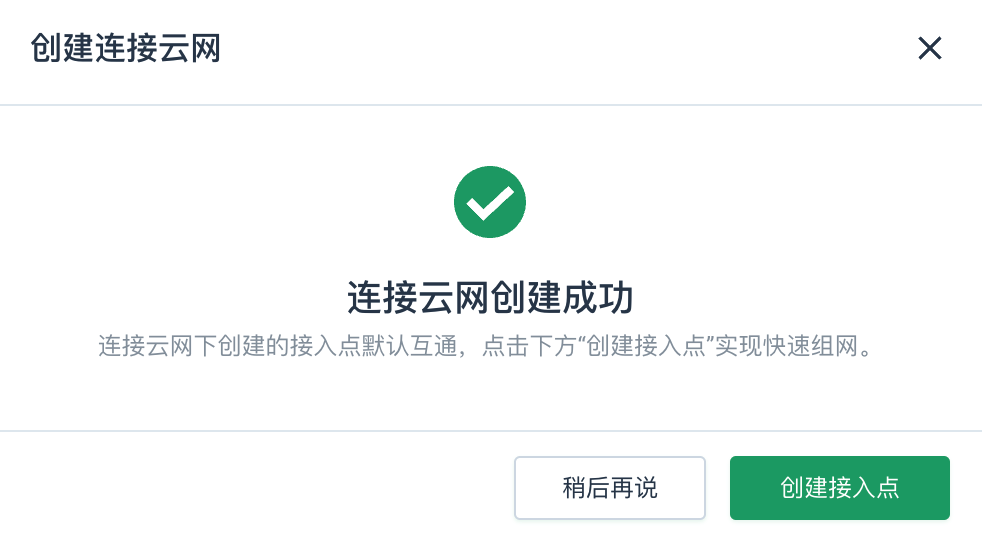 创建连接云网
连接云网创建成功
连接云网下创建的接入点默认互通，点击下方“创建接入点”实现快速组网。
稍后再说
创建接入点